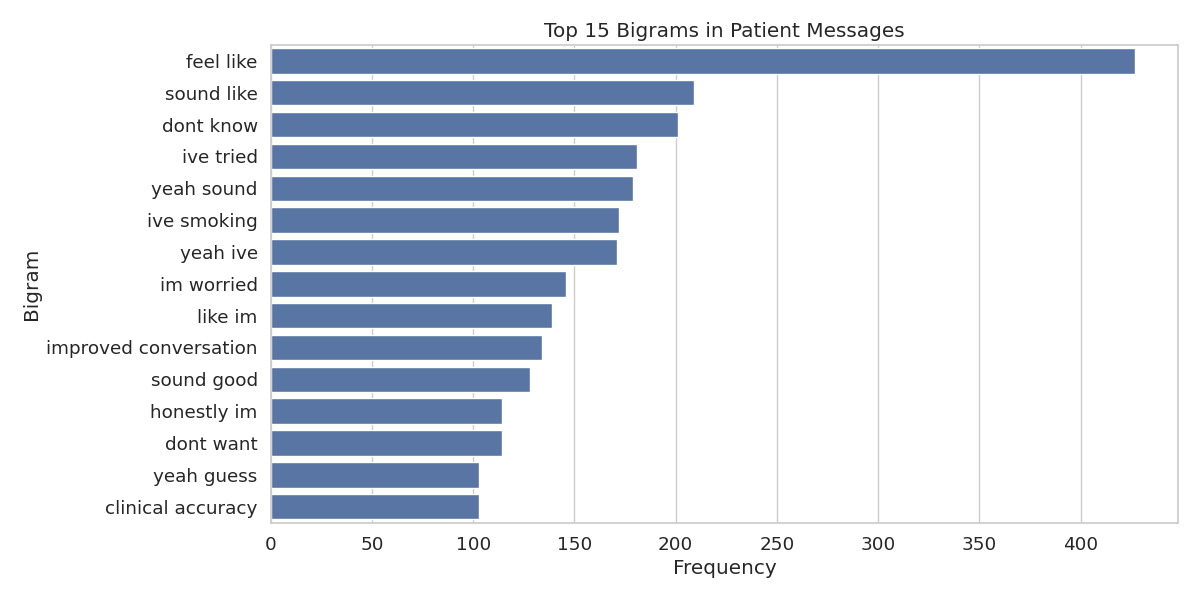 Top 15 Bigrams in Patient Messages
feel like
sound like
dont know
ive tried
yeah sound
ive smoking
yeah ive
im worried
like im
improved conversation
sound good
honestly im
dont want
yeah guess
clinical accuracy
Bigram
0 50 100 150 200 250 300 350 400
Frequency